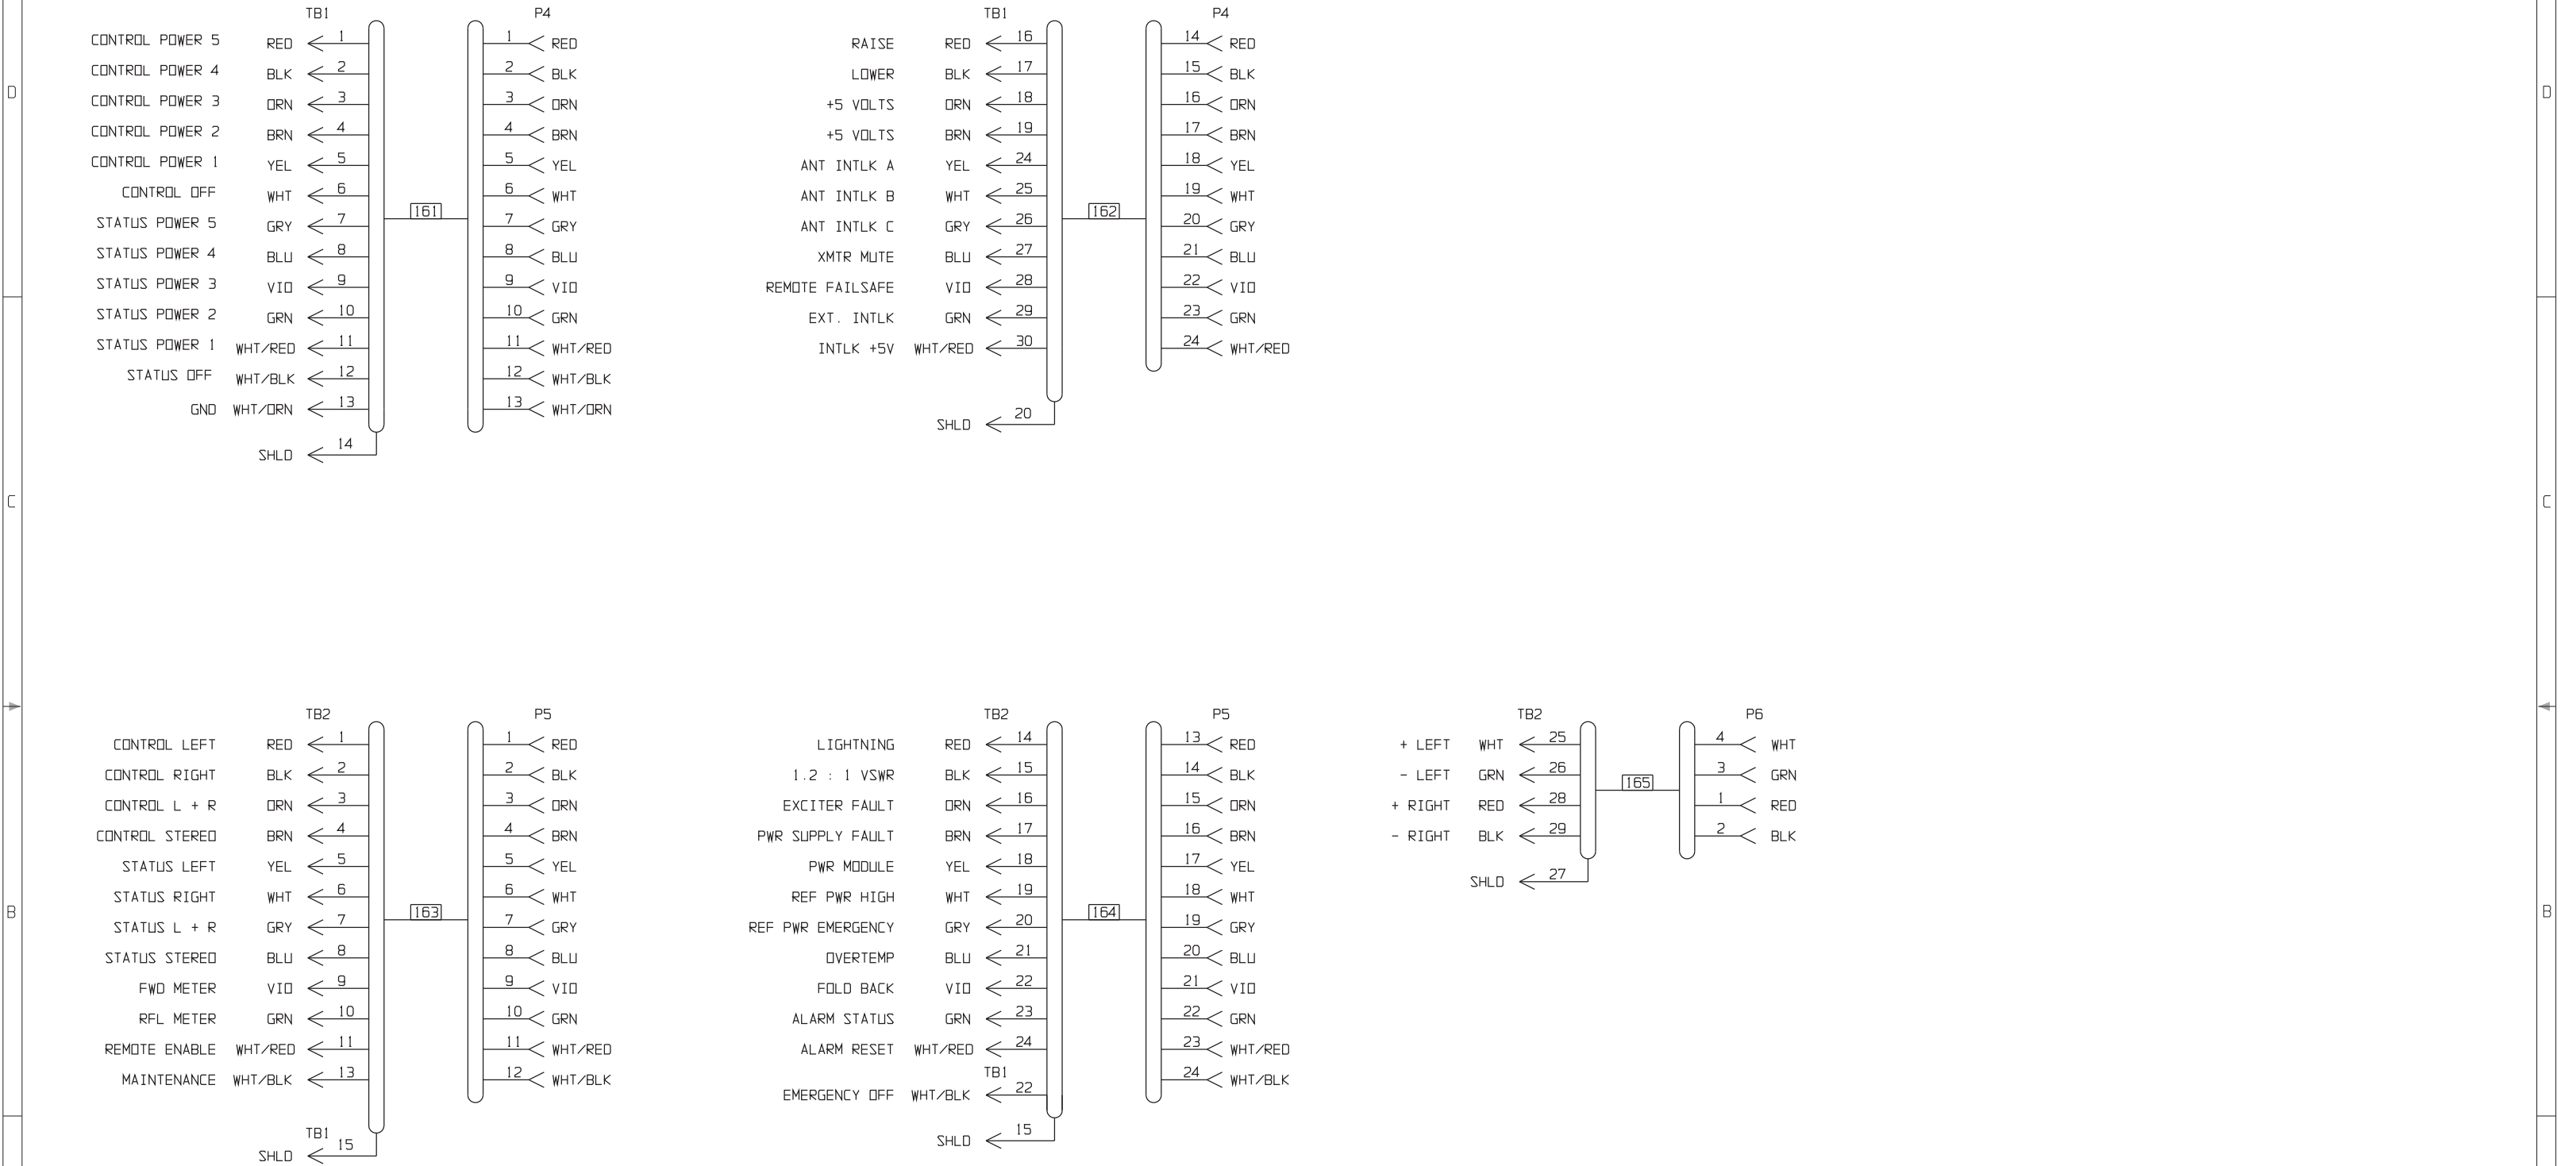 TB1 P4
CONTROL POWER 5 RED 1 1 RED
CONTROL POWER 4 BLK 2 2 BLK
CONTROL POWER 3 ORN 3 3 ORN
CONTROL POWER 2 BRN 4 4 BRN
CONTROL POWER 1 YEL 5 5 YEL
CONTROL OFF WHT 6 6 WHT
161
STATUS POWER 5 GRY 7 7 GRY
STATUS POWER 4 BLU 8 8 BLU
STATUS POWER 3 VIO 9 9 VIO
STATUS POWER 2 GRN 10 10 GRN
STATUS POWER 1 WHT/RED 11 11 WHT/RED
STATUS OFF WHT/BLK 12 12 WHT/BLK
GND WHT/ORN 13 13 WHT/ORN
SHLD 14
TB1 P4
RAISE RED 16 14 RED
LOWER BLK 17 15 BLK
+5 VOLTS ORN 18 16 ORN
+5 VOLTS BRN 19 17 BRN
ANT INTLK A YEL 24 18 YEL
ANT INTLK B WHT 25 19 WHT
162
ANT INTLK C GRY 26 20 GRY
XMTR MUTE BLU 27 21 BLU
REMOTE FAILSAFE VIO 28 22 VIO
EXT. INTLK GRN 29 23 GRN
INTLK +5V WHT/RED 30 24 WHT/RED
SHLD 20
D D
C C
TB2 P5
CONTROL LEFT RED 1 1 RED
CONTROL RIGHT BLK 2 2 BLK
CONTROL L + R ORN 3 3 ORN
CONTROL STEREO BRN 4 4 BRN
STATUS LEFT YEL 5 5 YEL
STATUS RIGHT WHT 6 6 WHT
163
STATUS L + R GRY 7 7 GRY
STATUS STEREO BLU 8 8 BLU
FWD METER VIO 9 9 VIO
RFL METER GRN 10 10 GRN
REMOTE ENABLE WHT/RED 11 11 WHT/RED
MAINTENANCE WHT/BLK 13 12 WHT/BLK
TB1
SHLD 15
TB2 P5
LIGHTNING RED 14 13 RED
1.2 : 1 VSWR BLK 15 14 BLK
EXCITER FAULT ORN 16 15 ORN
PWR SUPPLY FAULT BRN 17 16 BRN
PWR MODULE YEL 18 17 YEL
REF PWR HIGH WHT 19 18 WHT
164
REF PWR EMERGENCY GRY 20 19 GRY
OVERTEMP BLU 21 20 BLU
FOLD BACK VIO 22 21 VIO
ALARM STATUS GRN 23 22 GRN
ALARM RESET WHT/RED 24 23 WHT/RED
TB1 24 WHT/BLK
EMERGENCY OFF WHT/BLK 22
SHLD 15
TB2 P6
+ LEFT WHT 25 4 WHT
- LEFT GRN 26 3 GRN
165
+ RIGHT RED 28 1 RED
- RIGHT BLK 29 2 BLK
SHLD 27
B B